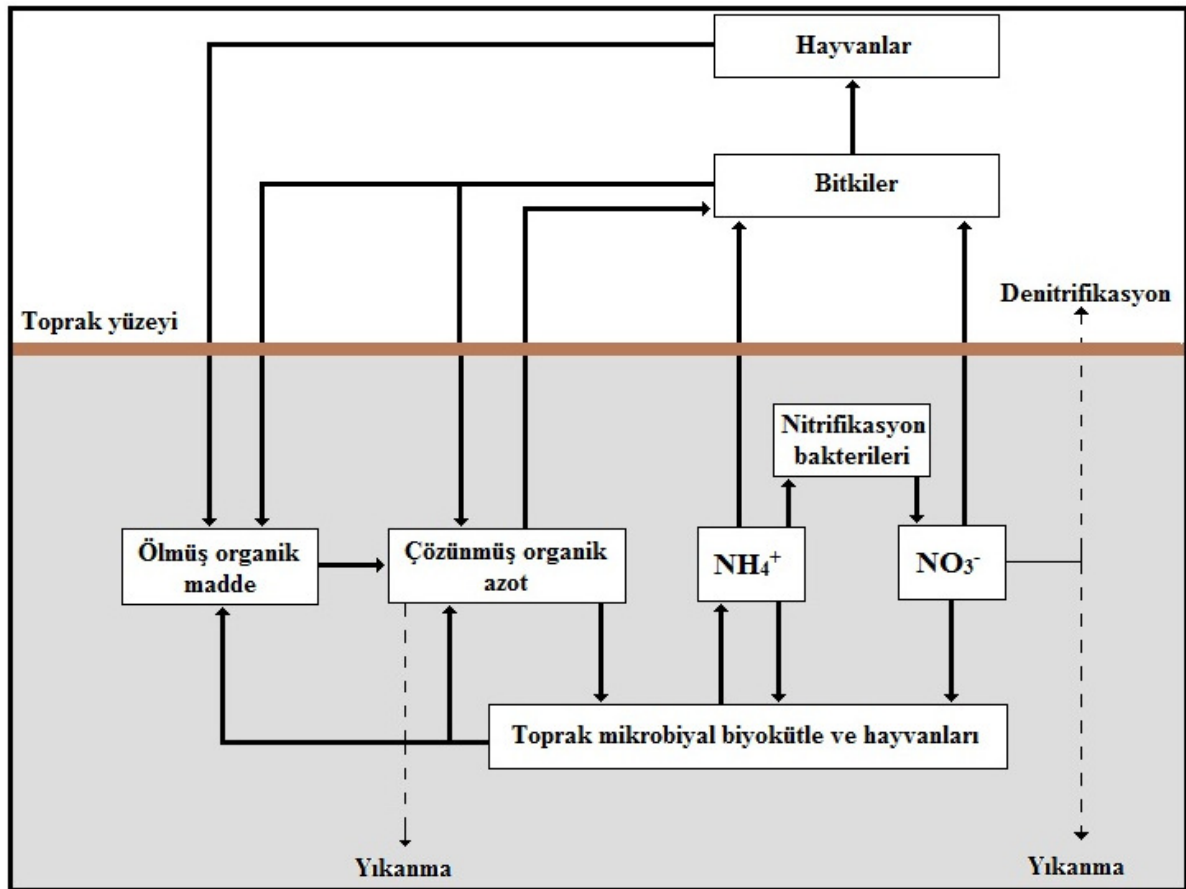 Hayvanlar
Bitkiler
Denitrifikasyon
Toprak yüzeyi
Nitrifikasyon
bakterileri
Ölmüş organik
madde
Çözünmüş organik
azot
NH₄⁺
NO₃⁻
Toprak mikrobiyal biyokütle ve hayvanları
Yıkanma
Yıkanma